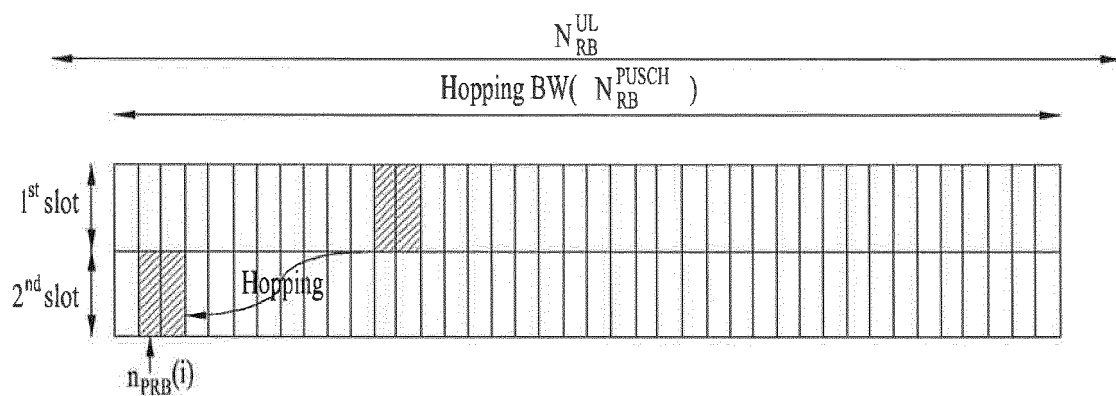 N_RB^UL
Hopping BW( N_RB^PUSCH )
1st slot
Hopping
2nd slot
n_PRB(i)